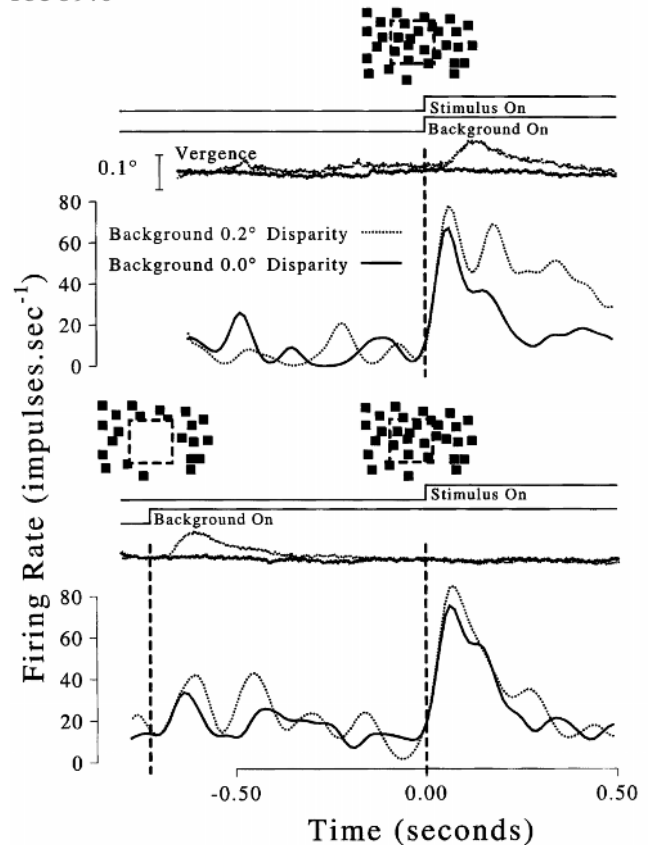 Stimulus On
Background On
Vergence
0.1°
80
60
40
20
0
Background 0.2° Disparity
Background 0.0° Disparity
Firing Rate (impulses.sec-1)
Stimulus On
Background On
80
60
40
20
0
-0.50 0.00 0.50
Time (seconds)